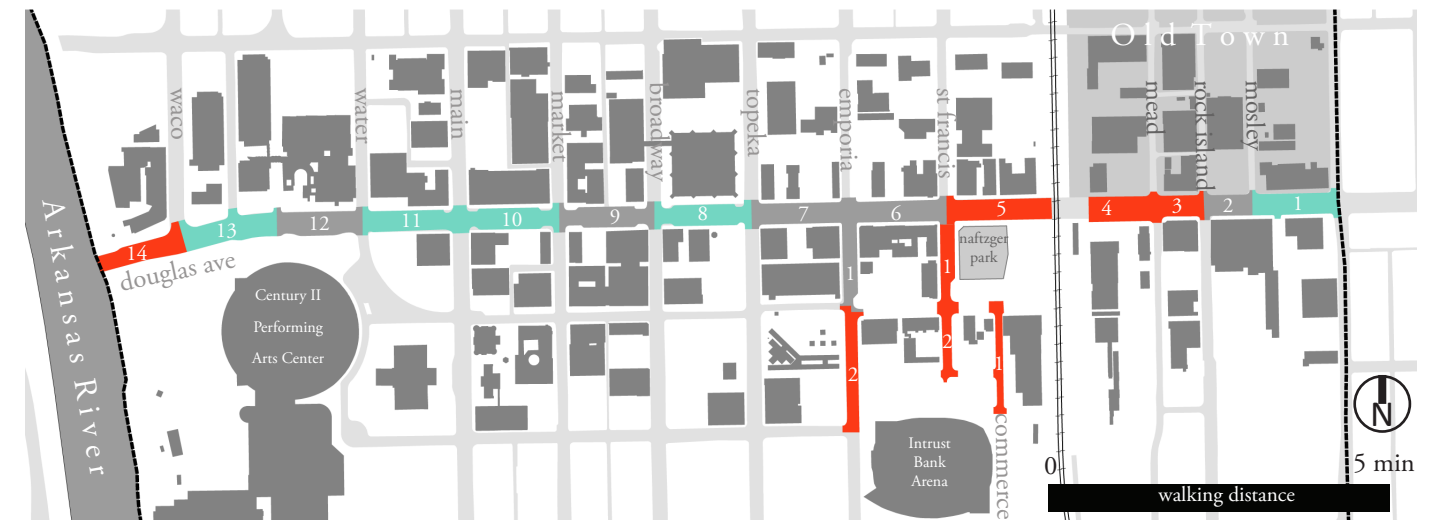 Old Town
waco
water
main
market
broadway
topeka
emporia
st francis
mead
rock island
mosley
Arkansas River
14
13
12
11
10
9
8
7
6
5
4
3
2
1
douglas ave
naftzger
park
1
1
2
2
1
Century II
Performing
Arts Center
Intrust
Bank
Arena
commerce
N
0
5 min
walking distance